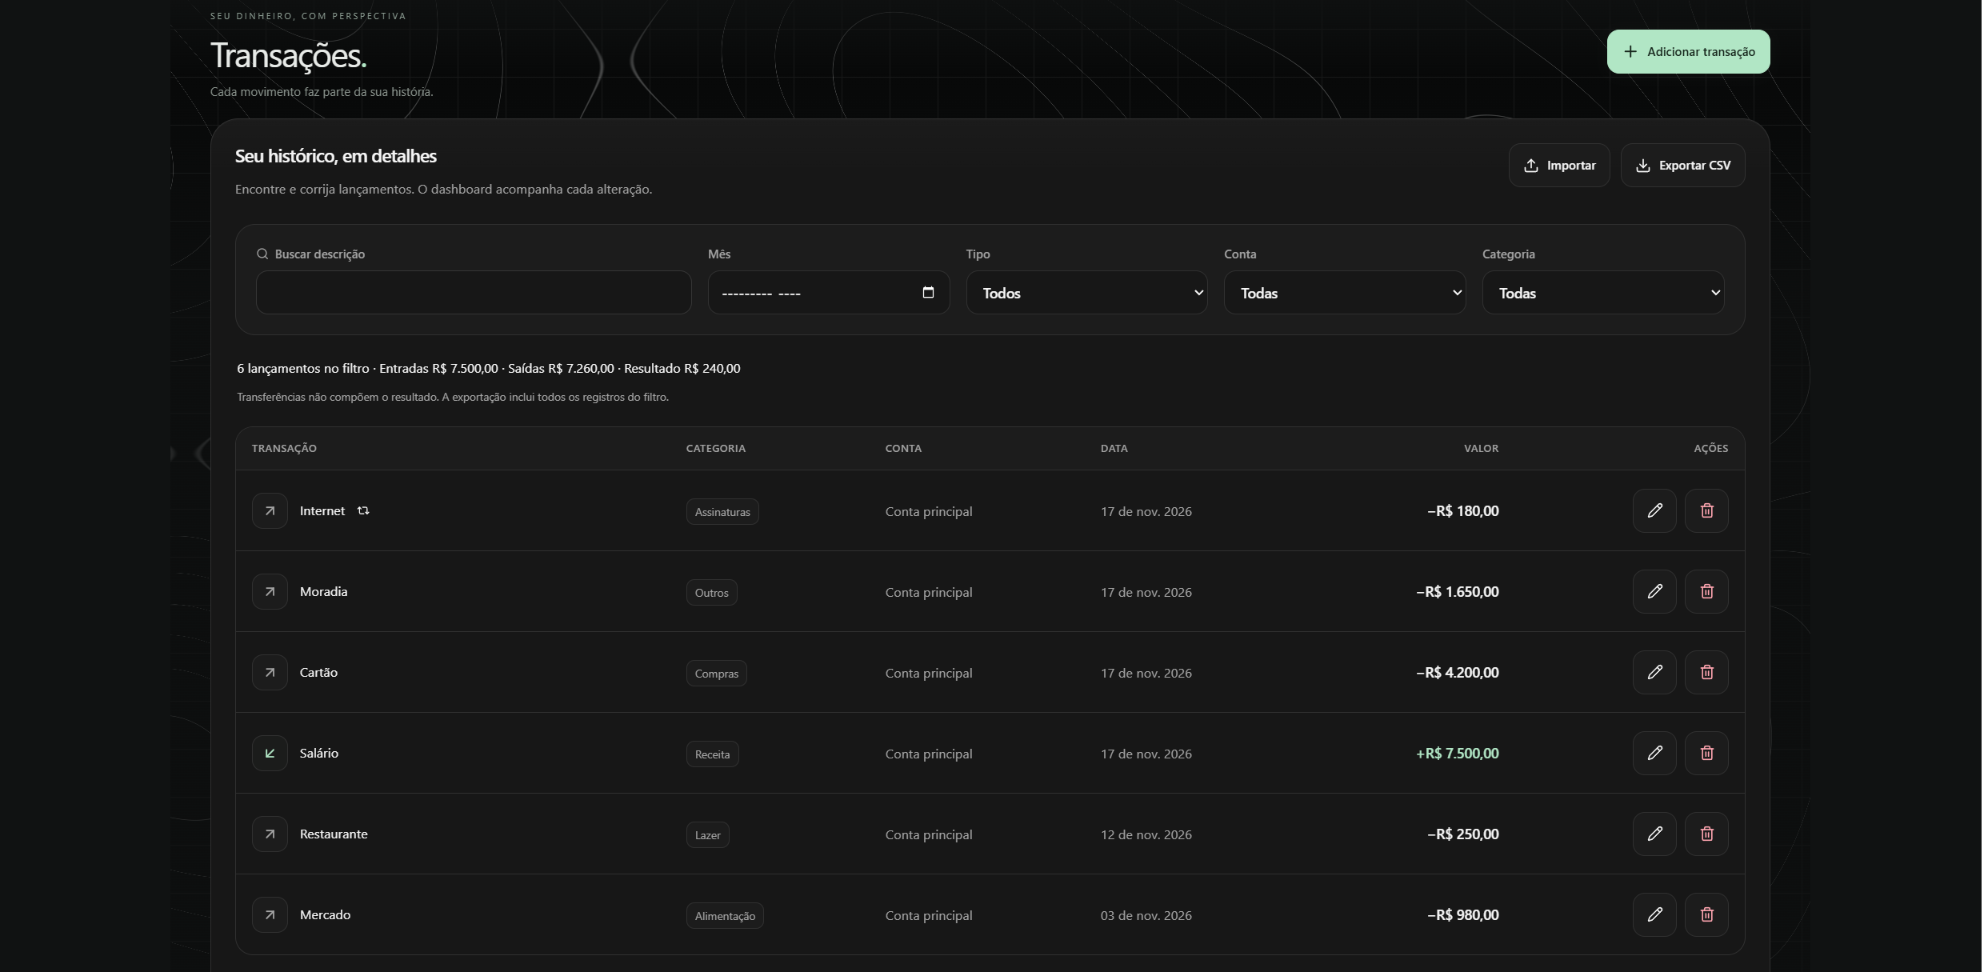 SEU DINHEIRO, COM PERSPECTIVA
Transações.
Cada movimento faz parte da sua história.
Adicionar transação
Seu histórico, em detalhes
Encontre e corrija lançamentos. O dashboard acompanha cada alteração.
Importar
Exportar CSV
Buscar descrição
Mês
Tipo
Conta
Categoria
--------- ----
Todos
Todas
Todas
6 lançamentos no filtro · Entradas R$ 7.500,00 · Saídas R$ 7.260,00 · Resultado R$ 240,00
Transferências não compõem o resultado. A exportação inclui todos os registros do filtro.
TRANSAÇÃO CATEGORIA CONTA DATA VALOR AÇÕES
Internet Assinaturas Conta principal 17 de nov. 2026 −R$ 180,00
Moradia Outros Conta principal 17 de nov. 2026 −R$ 1.650,00
Cartão Compras Conta principal 17 de nov. 2026 −R$ 4.200,00
Salário Receita Conta principal 17 de nov. 2026 +R$ 7.500,00
Restaurante Lazer Conta principal 12 de nov. 2026 −R$ 250,00
Mercado Alimentação Conta principal 03 de nov. 2026 −R$ 980,00